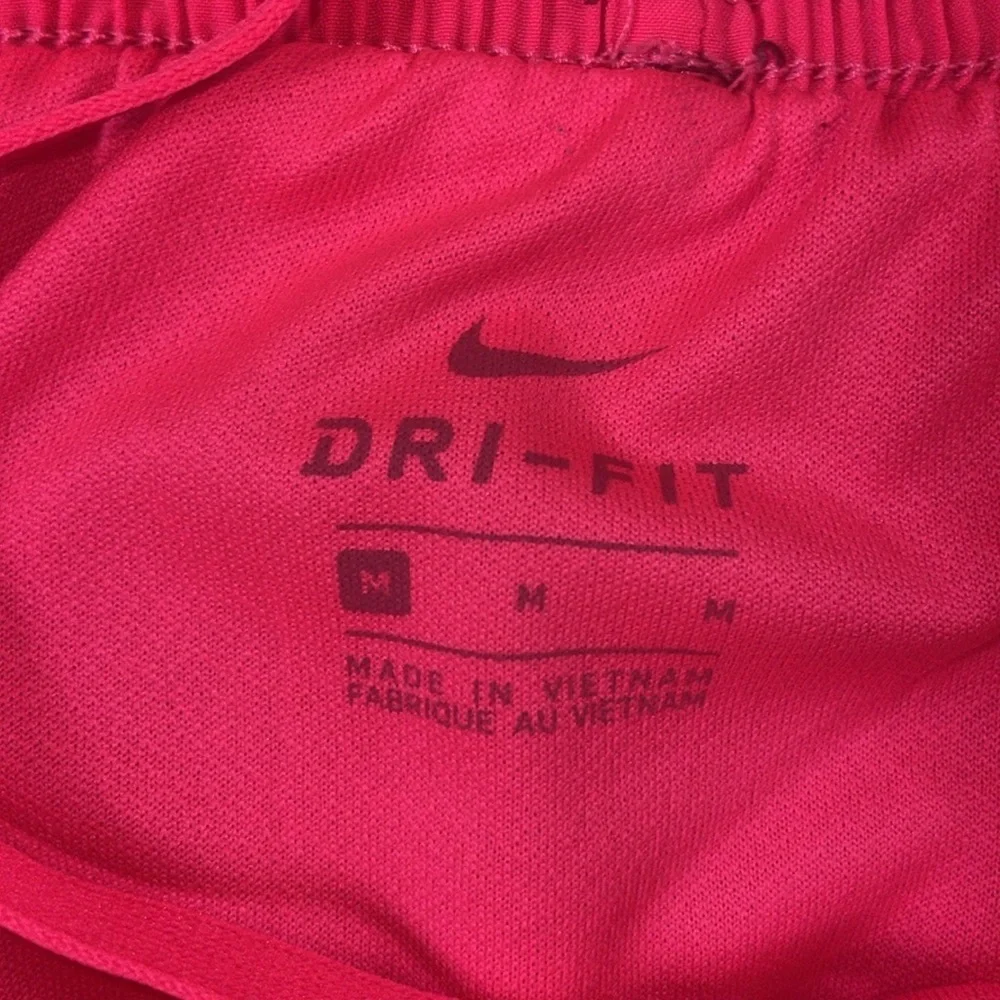 DRI-FIT
M M M
MADE IN VIETNAM
FABRIQUE AU VIETNAM